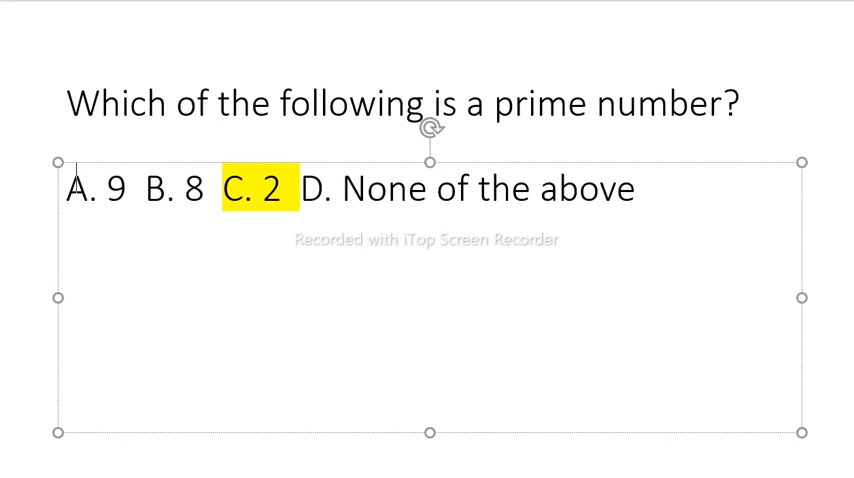 Which of the following is a prime number?
A. 9 B. 8 C. 2 D. None of the above
Recorded with iTop Screen Recorder